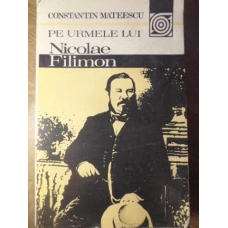 CONSTANTIN MATEESCU
PE URMELE LUI
Nicolae
Filimon